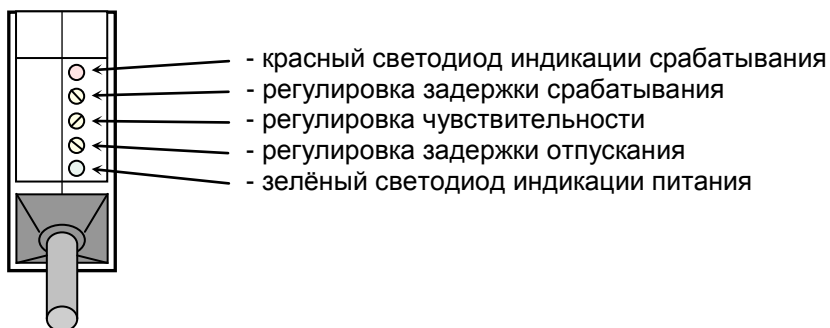 - красный светодиод индикации срабатывания
- регулировка задержки срабатывания
- регулировка чувствительности
- регулировка задержки отпускания
- зелёный светодиод индикации питания